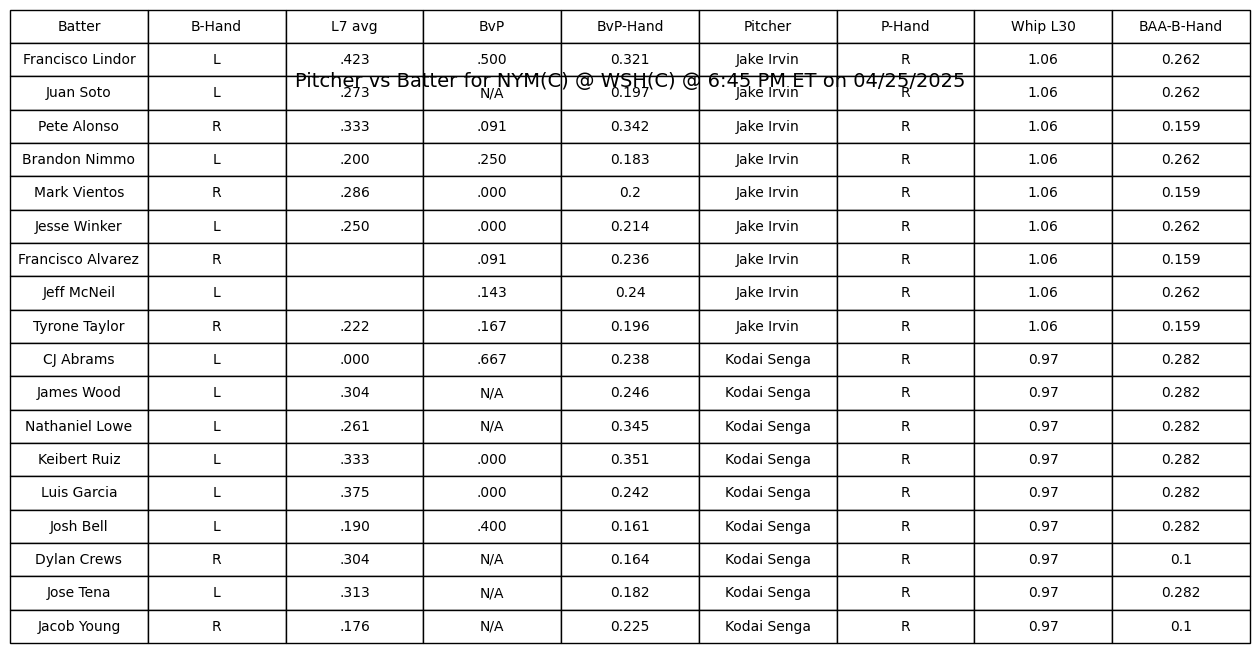 Batter B-Hand L7 avg BvP BvP-Hand Pitcher P-Hand Whip L30 BAA-B-Hand
Francisco Lindor L .423 .500 0.321 Jake Irvin R 1.06 0.262
Pitcher vs Batter for NYM(C) @ WSH(C) @ 6:45 PM ET on 04/25/2025
Juan Soto L .273 N/A 0.197 Jake Irvin R 1.06 0.262
Pete Alonso R .333 .091 0.342 Jake Irvin R 1.06 0.159
Brandon Nimmo L .200 .250 0.183 Jake Irvin R 1.06 0.262
Mark Vientos R .286 .000 0.2 Jake Irvin R 1.06 0.159
Jesse Winker L .250 .000 0.214 Jake Irvin R 1.06 0.262
Francisco Alvarez R .091 0.236 Jake Irvin R 1.06 0.159
Jeff McNeil L .143 0.24 Jake Irvin R 1.06 0.262
Tyrone Taylor R .222 .167 0.196 Jake Irvin R 1.06 0.159
CJ Abrams L .000 .667 0.238 Kodai Senga R 0.97 0.282
James Wood L .304 N/A 0.246 Kodai Senga R 0.97 0.282
Nathaniel Lowe L .261 N/A 0.345 Kodai Senga R 0.97 0.282
Keibert Ruiz L .333 .000 0.351 Kodai Senga R 0.97 0.282
Luis Garcia L .375 .000 0.242 Kodai Senga R 0.97 0.282
Josh Bell L .190 .400 0.161 Kodai Senga R 0.97 0.282
Dylan Crews R .304 N/A 0.164 Kodai Senga R 0.97 0.1
Jose Tena L .313 N/A 0.182 Kodai Senga R 0.97 0.282
Jacob Young R .176 N/A 0.225 Kodai Senga R 0.97 0.1